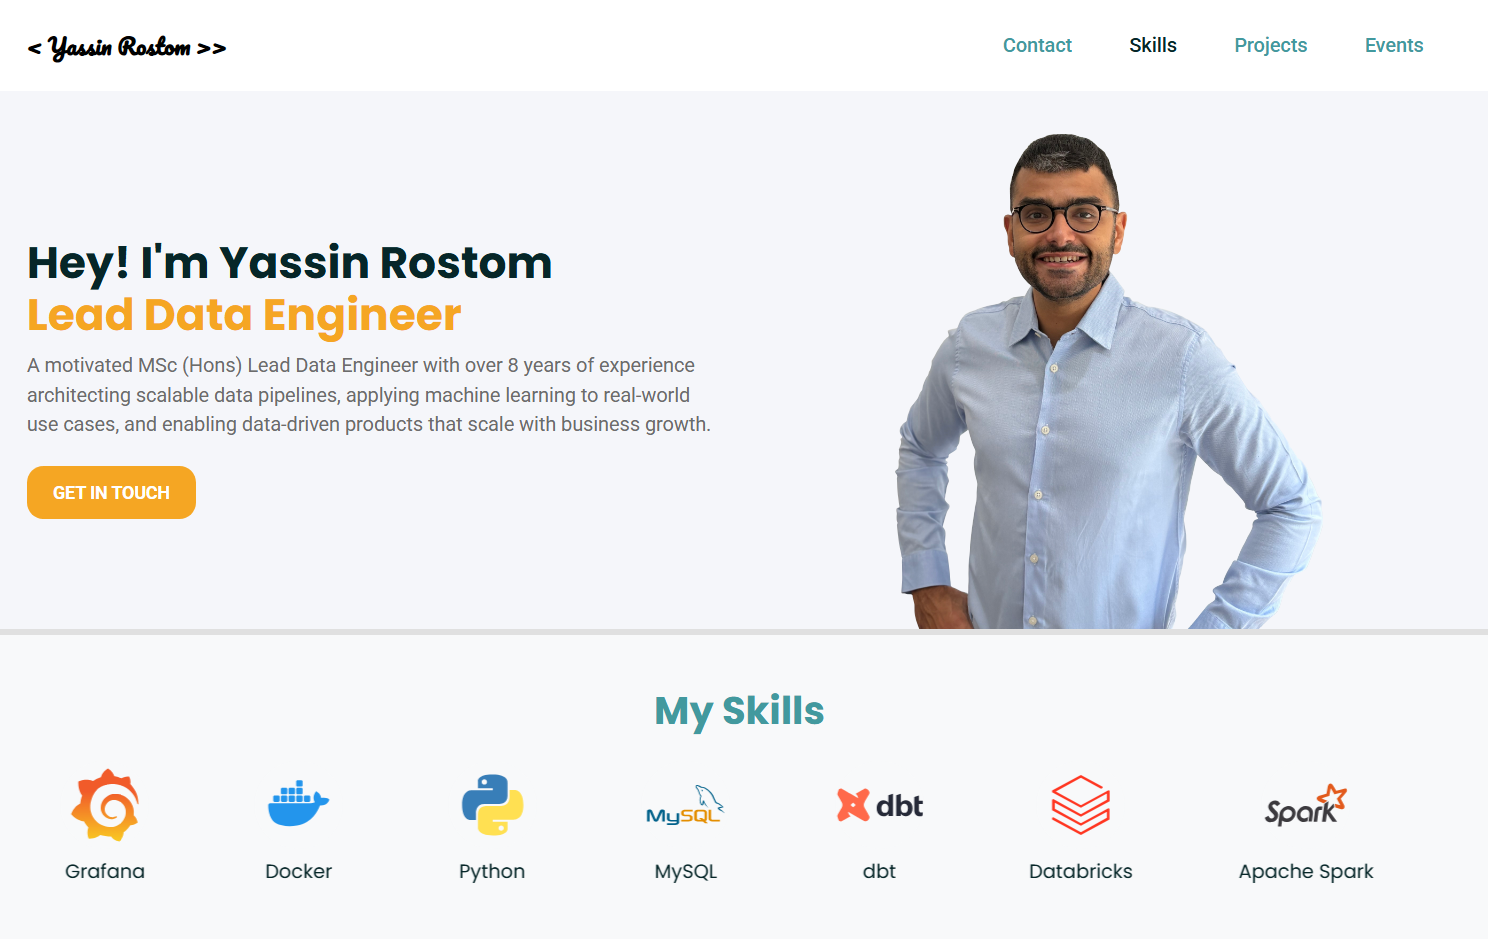 < Yassin Rostom >>
Contact Skills Projects Events
Hey! I'm Yassin Rostom
Lead Data Engineer
A motivated MSc (Hons) Lead Data Engineer with over 8 years of experience
architecting scalable data pipelines, applying machine learning to real-world
use cases, and enabling data-driven products that scale with business growth.
GET IN TOUCH
My Skills
MySQL dbt Spark
Grafana Docker Python MySQL dbt Databricks Apache Spark